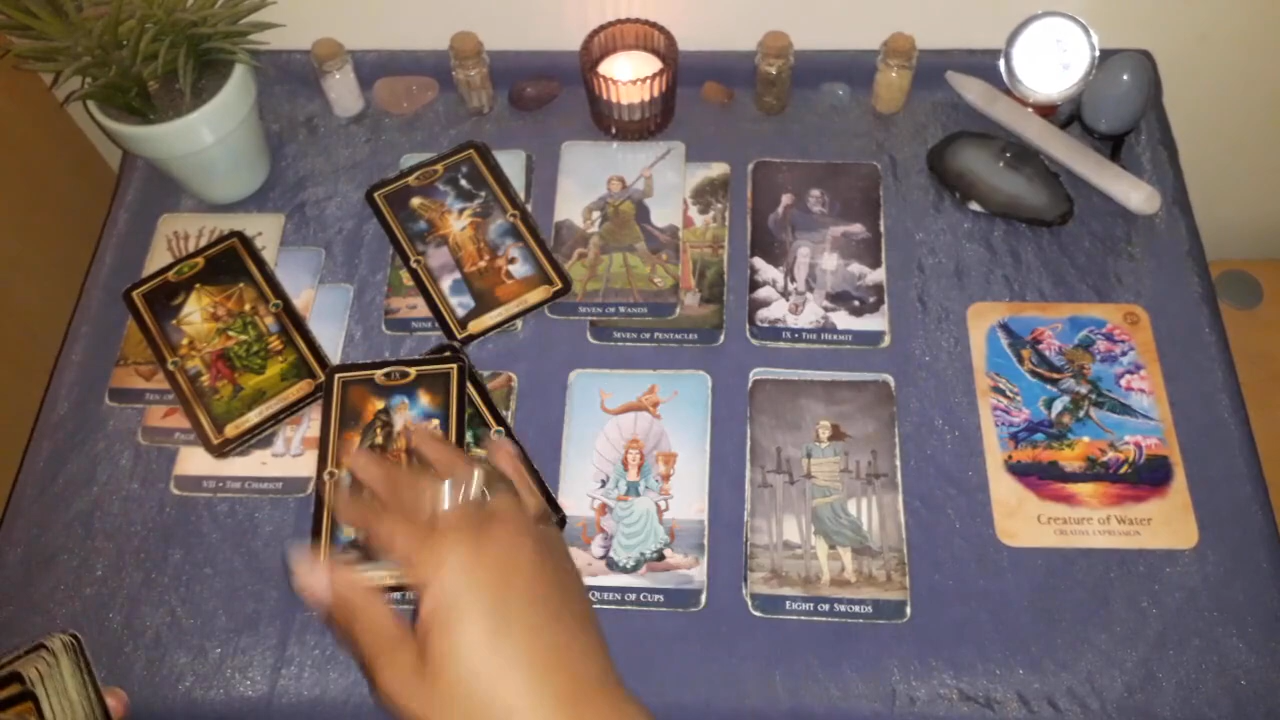 SEVEN OF WANDS
SEVEN OF PENTACLES
IX • THE HERMIT
NINE
TEN OF
VII • THE CHARIOT
IX
QUEEN OF CUPS
EIGHT OF SWORDS
Creature of Water
CREATIVE EXPRESSION